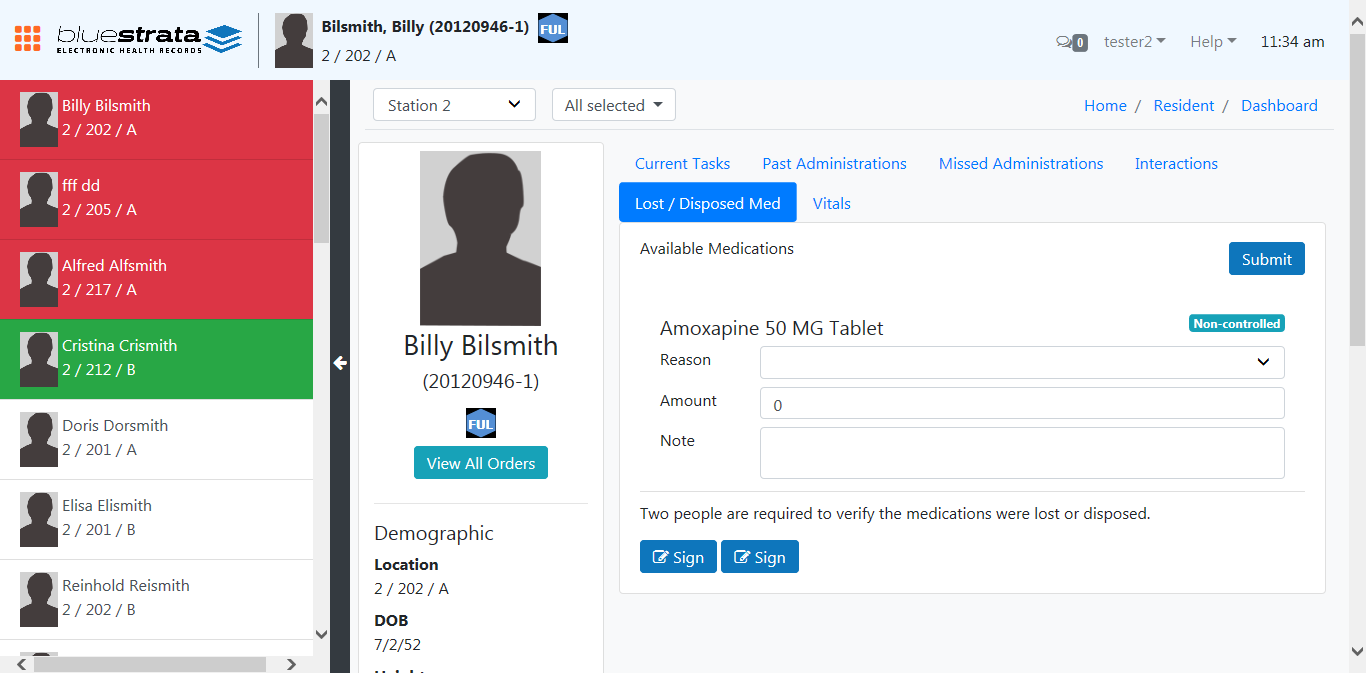 bluestrata
ELECTRONIC HEALTH RECORDS
Bilsmith, Billy (20120946-1)
FUL
2 / 202 / A
0
tester2
Help
11:34 am
Billy Bilsmith
2 / 202 / A
fff dd
2 / 205 / A
Alfred Alfsmith
2 / 217 / A
Cristina Crismith
2 / 212 / B
Doris Dorsmith
2 / 201 / A
Elisa Elismith
2 / 201 / B
Reinhold Reismith
2 / 202 / B
Station 2
All selected
Home / Resident / Dashboard
Billy Bilsmith
(20120946-1)
FUL
View All Orders
Demographic
Location
2 / 202 / A
DOB
7/2/52
Current Tasks
Past Administrations
Missed Administrations
Interactions
Lost / Disposed Med
Vitals
Available Medications
Submit
Amoxapine 50 MG Tablet
Non-controlled
Reason
Amount
0
Note
Two people are required to verify the medications were lost or disposed.
Sign
Sign